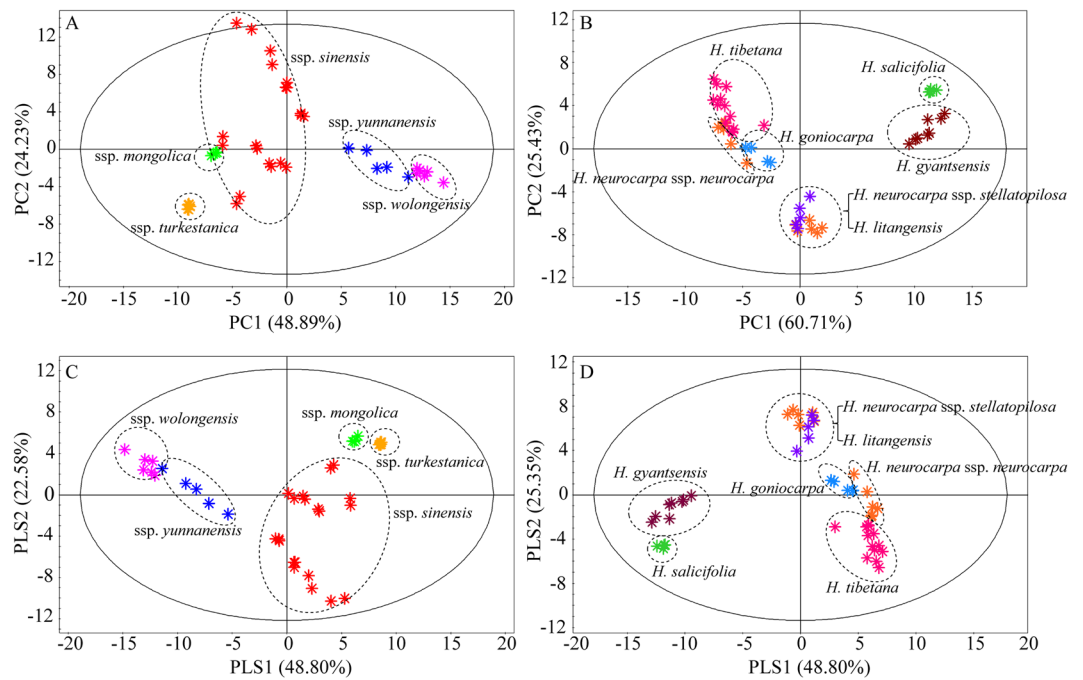 A
12
8
4
0
-4
-8
-12
PC2 (24.23%)
ssp. sinensis
ssp. yunnanensis
ssp. mongolica
ssp. wolongensis
ssp. turkestanica
-20 -15 -10 -5 0 5 10 15 20
PC1 (48.89%)
B
12
8
4
0
-4
-8
-12
PC2 (25.43%)
H. tibetana
H. salicifolia
H. goniocarpa
H. gyantsensis
H. neurocarpa ssp. neurocarpa
H. neurocarpa ssp. stellatopilosa
H. litangensis
-20 -15 -10 -5 0 5 10 15 20
PC1 (60.71%)
C
12
8
4
0
-4
-8
-12
PLS2 (22.58%)
ssp. wolongensis
ssp. mongolica
ssp. turkestanica
ssp. yunnanensis
ssp. sinensis
-20 -15 -10 -5 0 5 10 15 20
PLS1 (48.80%)
D
12
8
4
0
-4
-8
-12
PLS2 (25.35%)
H. neurocarpa ssp. stellatopilosa
H. litangensis
H. neurocarpa ssp. neurocarpa
H. gyantsensis
H. goniocarpa
H. salicifolia
H. tibetana
-20 -15 -10 -5 0 5 10 15 20
PLS1 (48.80%)